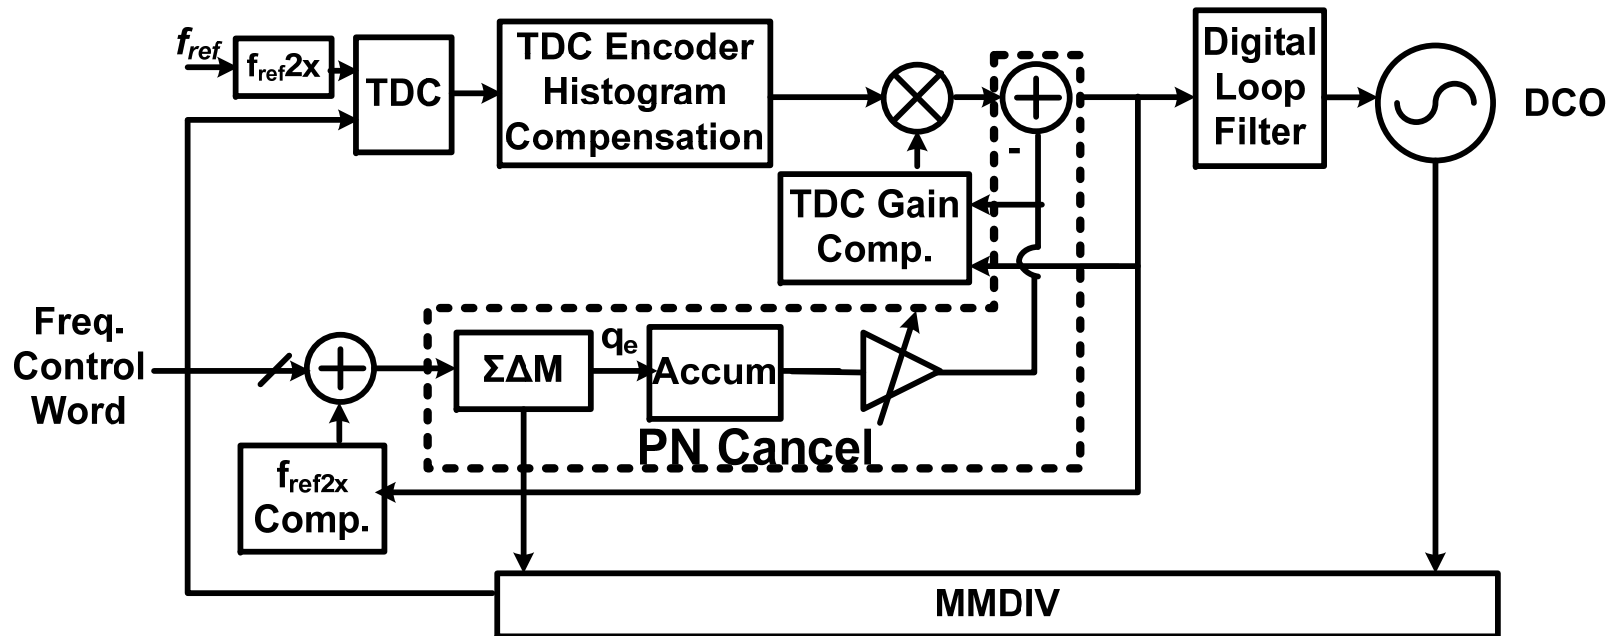 fref
fref2x
TDC
TDC Encoder
Histogram
Compensation
Digital
Loop
Filter
DCO
-
TDC Gain
Comp.
Freq.
Control
Word
ΣΔM
qe
Accum
PN Cancel
fref2x
Comp.
MMDIV